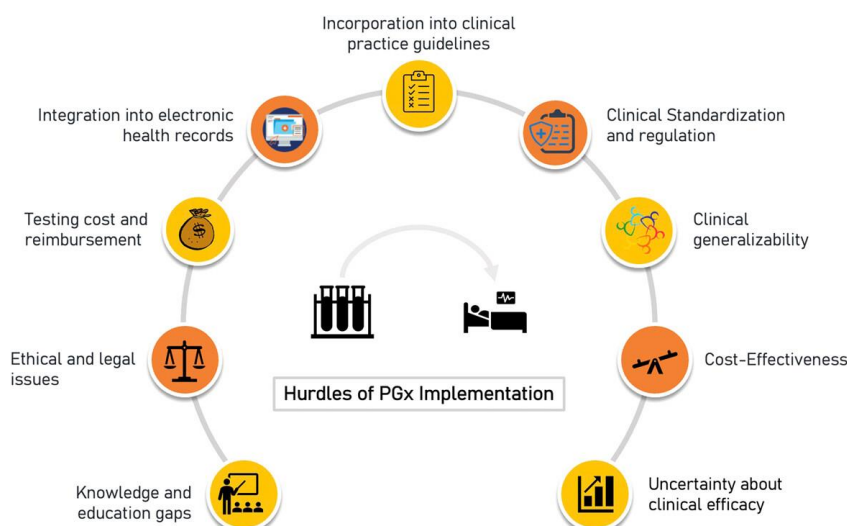 Incorporation into clinical
practice guidelines
Integration into electronic
health records
Clinical Standardization
and regulation
Testing cost and
reimbursement
Clinical
generalizability
Ethical and legal
issues
Cost-Effectiveness
Hurdles of PGx Implementation
Knowledge and
education gaps
Uncertainty about
clinical efficacy